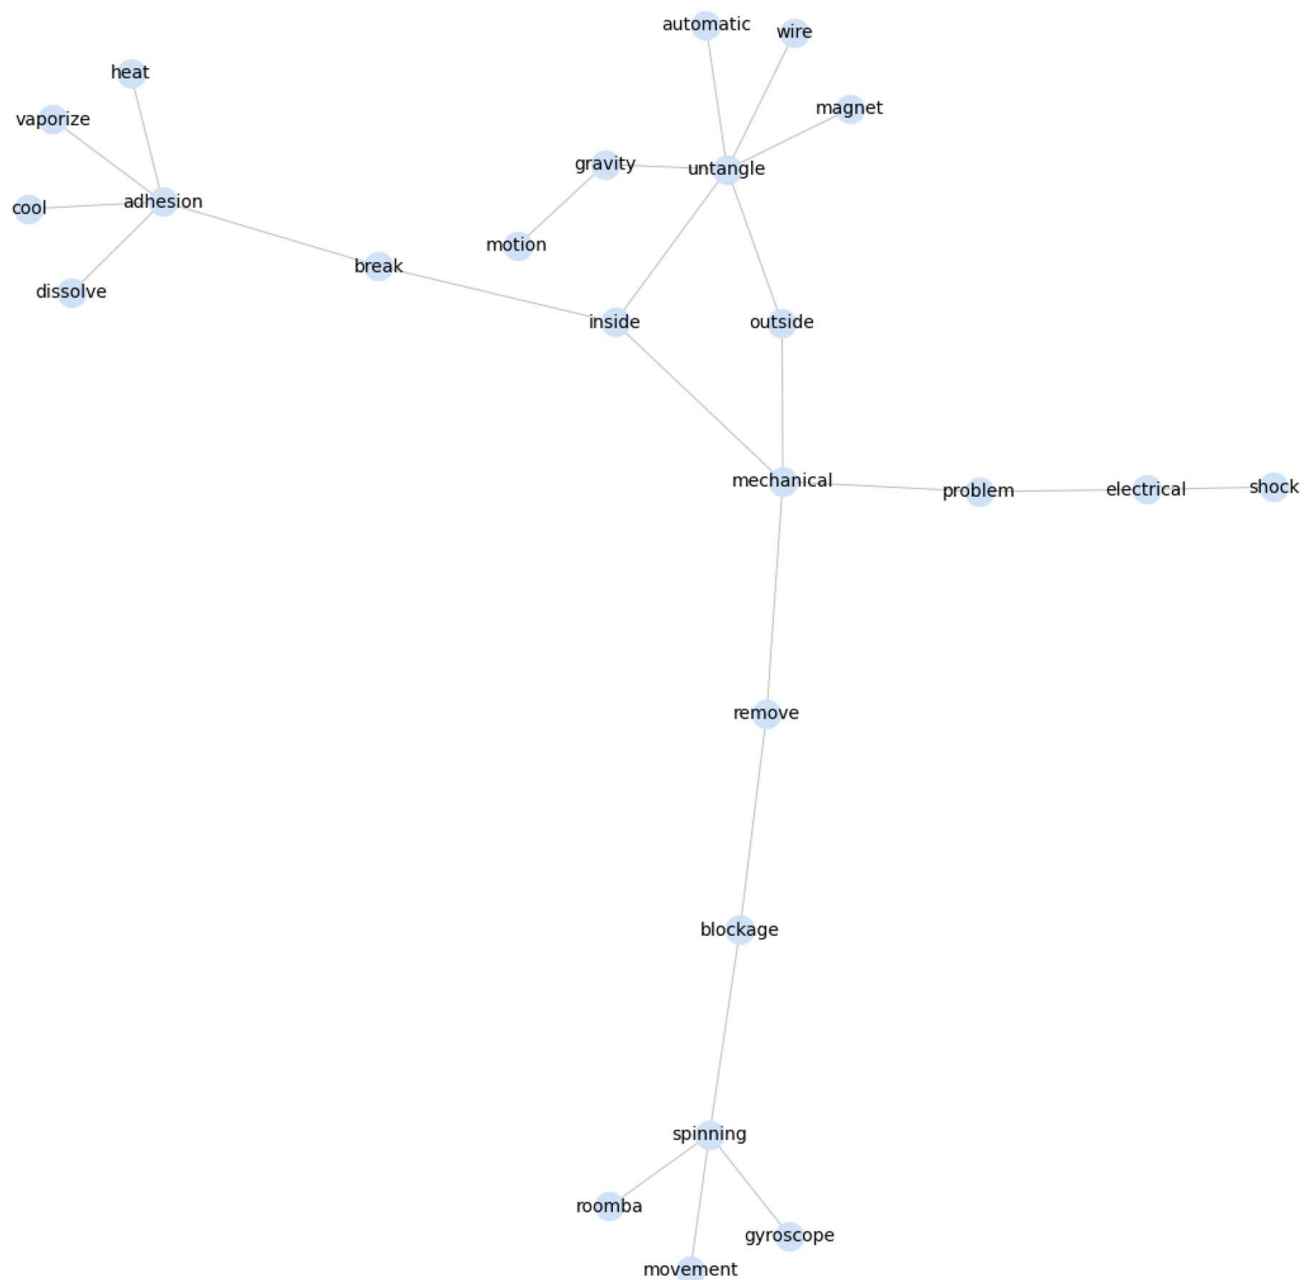 automatic
wire
heat
magnet
vaporize
gravity
untangle
adhesion
cool
motion
break
dissolve
inside
outside
mechanical
problem
electrical
shock
remove
blockage
spinning
roomba
gyroscope
movement